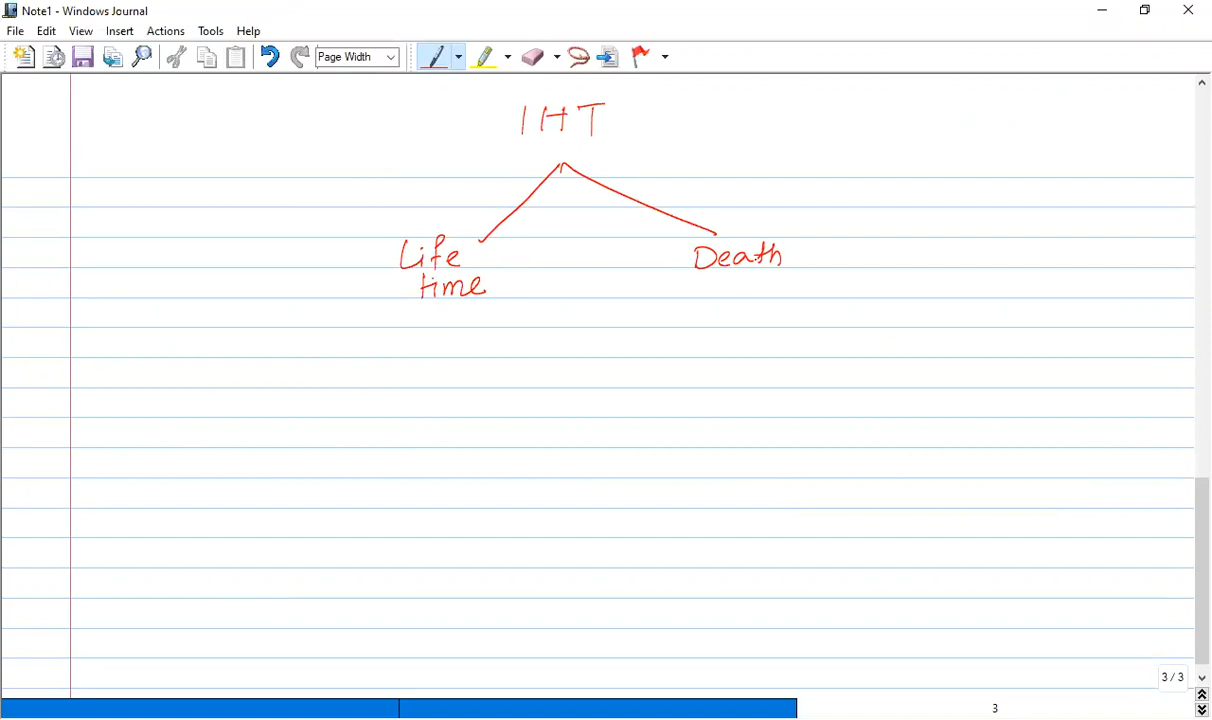 Note1 - Windows Journal
File Edit View Insert Actions Tools Help
Page Width
IHT
Life Death
time
3 / 3
3